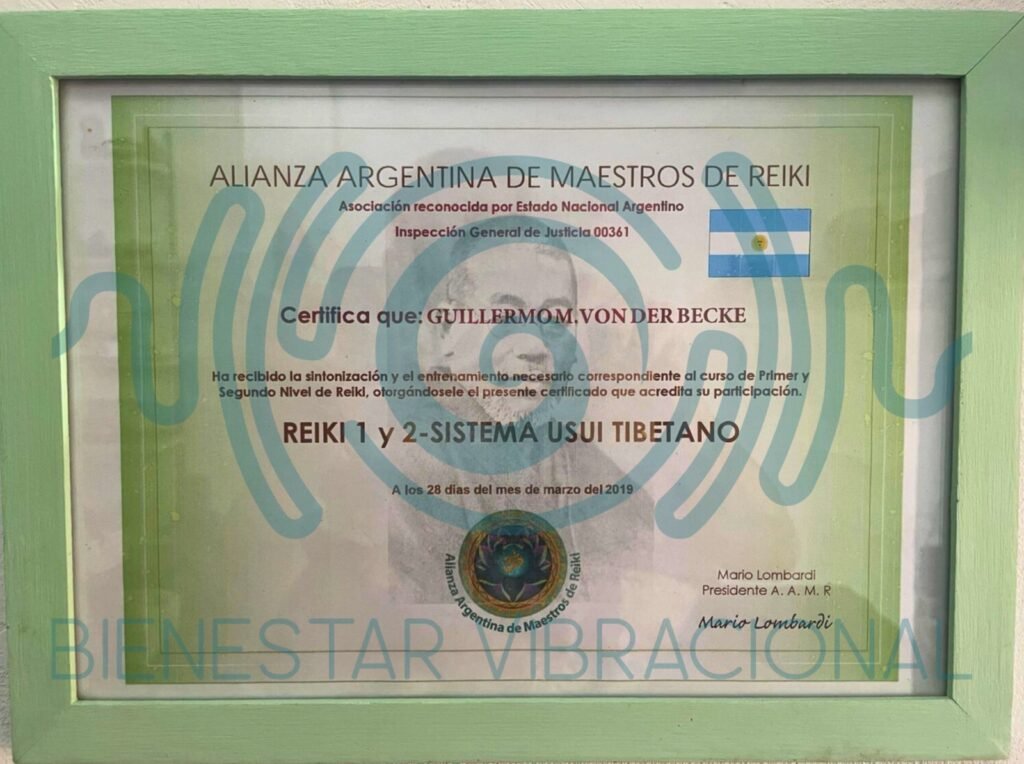 ALIANZA ARGENTINA DE MAESTROS DE REIKI
Asociación reconocida por Estado Nacional Argentino
Inspección General de Justicia 00361
Certifica que: GUILLERMO M. VON DER BECKE
Ha recibido la sintonización y el entrenamiento necesario correspondiente al curso de Primer y
Segundo Nivel de Reiki, otorgándosele el presente certificado que acredita su participación.
REIKI 1 y 2-SISTEMA USUI TIBETANO
A los 28 días del mes de marzo del 2019
Alianza Argentina de Maestros de Reiki
Mario Lombardi
Presidente A. A. M. R
Mario Lombardi
BIENESTAR VIBRACIONAL